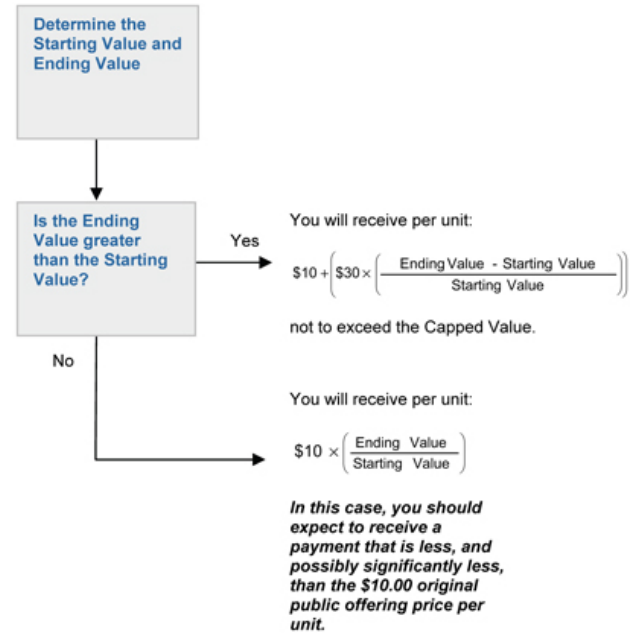 Determine the
Starting Value and
Ending Value
Is the Ending
Value greater
than the Starting
Value?
Yes
You will receive per unit:
$10 + ( $30 × ( Ending Value - Starting Value
Starting Value ) )
not to exceed the Capped Value.
No
You will receive per unit:
$10 × ( Ending Value
Starting Value )
In this case, you should
expect to receive a
payment that is less, and
possibly significantly less,
than the $10.00 original
public offering price per
unit.